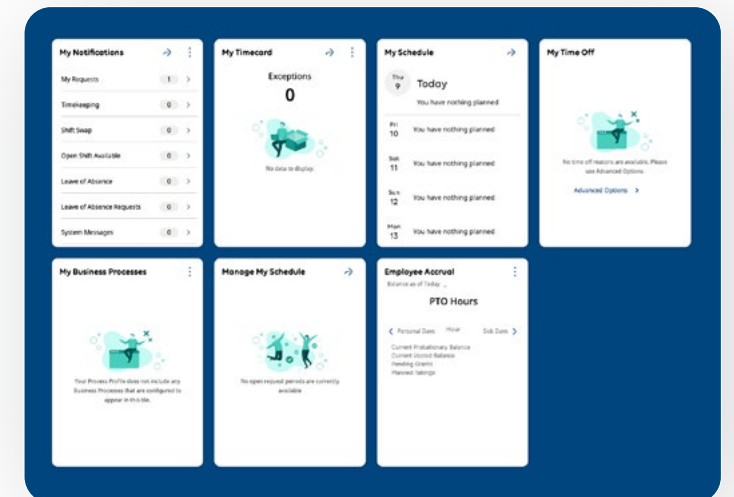 My Notifications
My Requests 1
Timekeeping 0
Shift Swap 0
Open Shift Available 0
Leave of Absence 0
Leave of Absence Requests 0
System Messages 0
My Timecard
Exceptions
0
No data to display.
My Schedule
Thu
9
Today
You have nothing planned
Fri
10
You have nothing planned
Sat
11
You have nothing planned
Sun
12
You have nothing planned
Mon
13
You have nothing planned
My Time Off
No time off reasons are available. Please
use Advanced Options.
Advanced Options
My Business Processes
Your Process Profile does not include any
Business Processes that are configured to
appear in this tile.
Manage My Schedule
No open request periods are currently
available
Employee Accrual
Balance as of Today
PTO Hours
Personal Days Hour Sick Days
Current Probationary Balance
Current Vested Balance
Pending Grants
Planned Takings